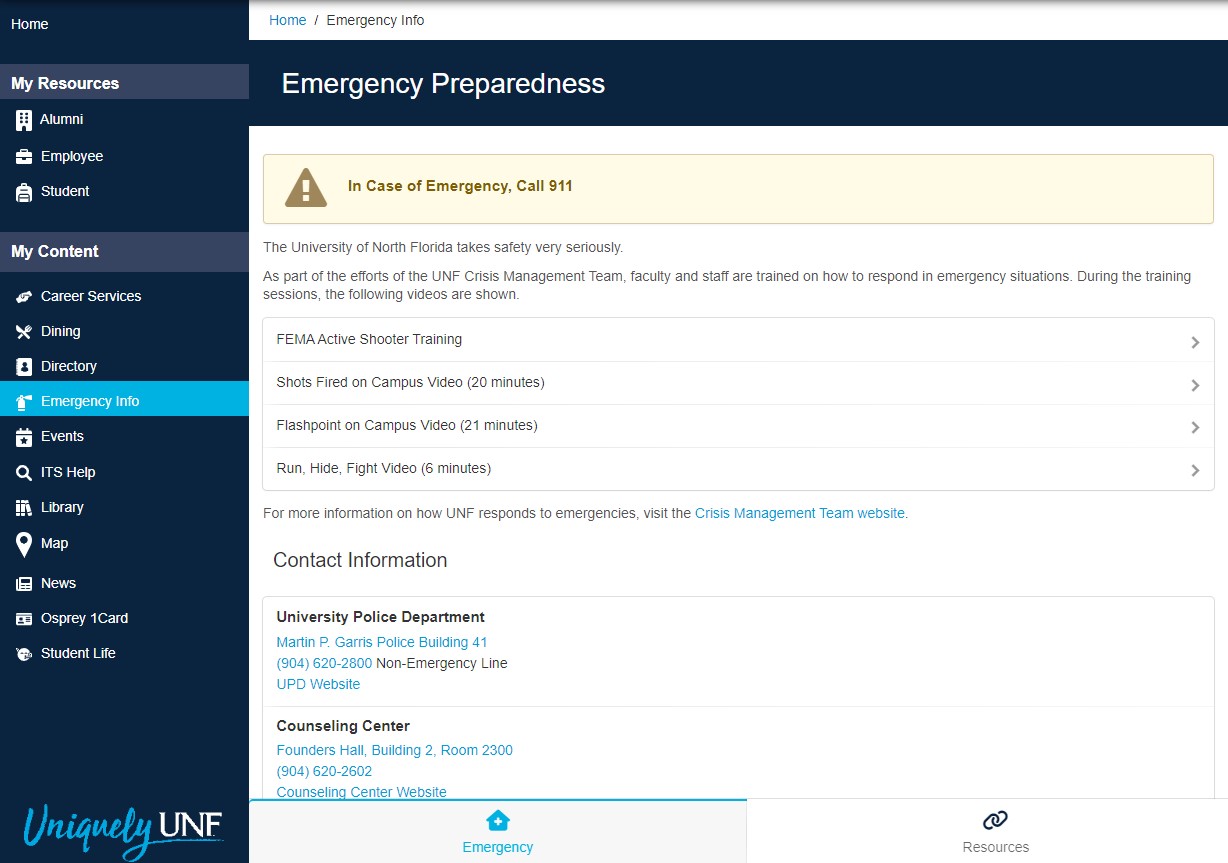 Home
My Resources
Alumni
Employee
Student
My Content
Career Services
Dining
Directory
Emergency Info
Events
ITS Help
Library
Map
News
Osprey 1Card
Student Life
Uniquely UNF
Home / Emergency Info
Emergency Preparedness
In Case of Emergency, Call 911
The University of North Florida takes safety very seriously.
As part of the efforts of the UNF Crisis Management Team, faculty and staff are trained on how to respond in emergency situations. During the training
sessions, the following videos are shown.
FEMA Active Shooter Training
Shots Fired on Campus Video (20 minutes)
Flashpoint on Campus Video (21 minutes)
Run, Hide, Fight Video (6 minutes)
For more information on how UNF responds to emergencies, visit the Crisis Management Team website.
Contact Information
University Police Department
Martin P. Garris Police Building 41
(904) 620-2800 Non-Emergency Line
UPD Website
Counseling Center
Founders Hall, Building 2, Room 2300
(904) 620-2602
Counseling Center Website
Emergency
Resources